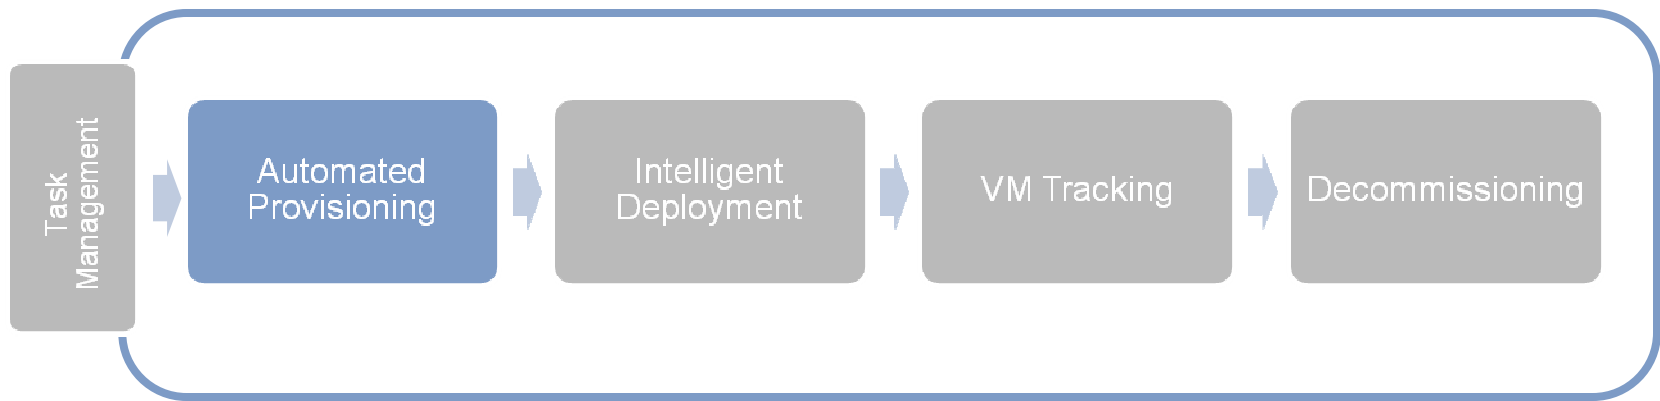 Task
Management
Automated
Provisioning
Intelligent
Deployment
VM Tracking
Decommissioning